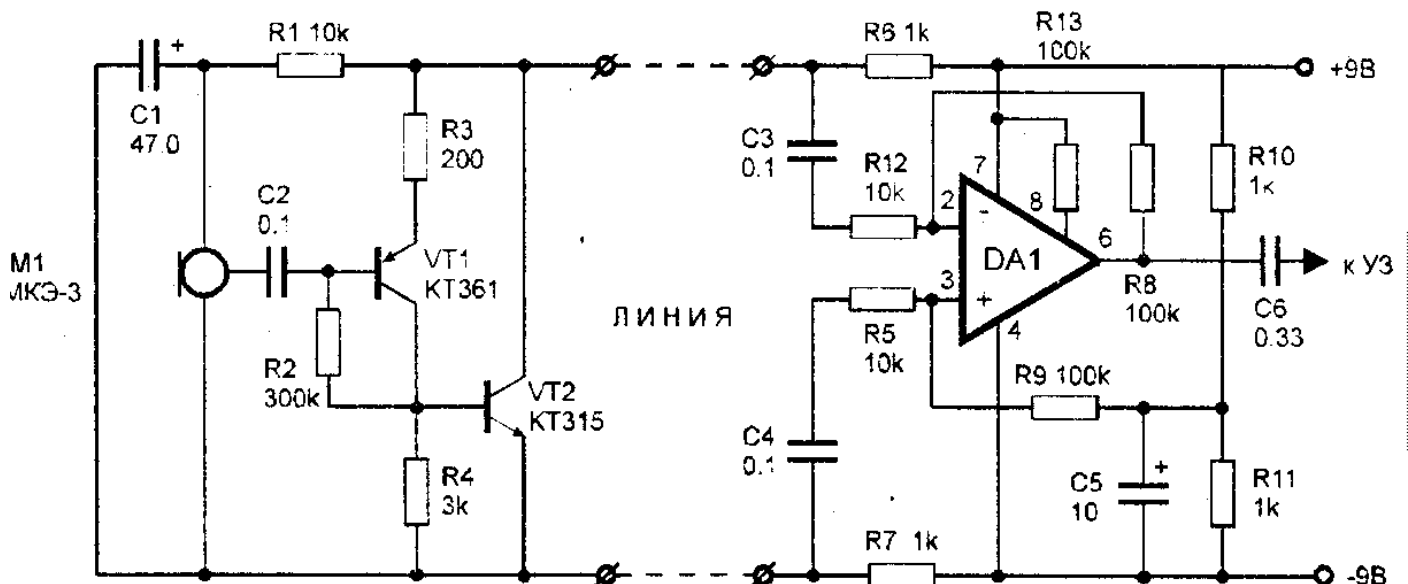 R1 10k
C1
47.0
+
R3
200
C2
0.1
M1
МКЭ-3
VT1
КТ361
R2
300k
VT2
КТ315
R4
3k
ЛИНИЯ
R6 1k
R13
100k
+9В
C3
0.1
R12
10k
7
R10
1к
2
-
8
DA1
6
3
+
4
R5
10k
R8
100k
C6
0.33
к УЗ
R9 100k
C4
0.1
C5
10
+
R11
1k
R7 1k
-9В